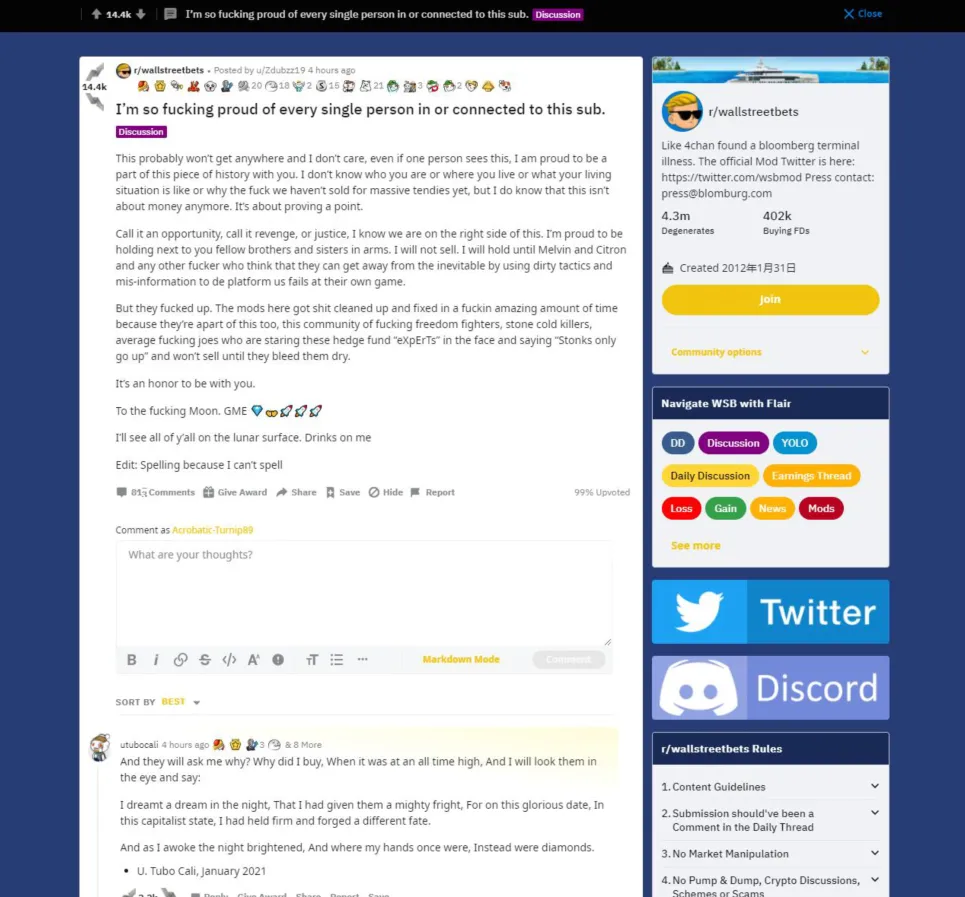 14.4k I'm so fucking proud of every single person in or connected to this sub. Discussion
Close
14.4k
r/wallstreetbets • Posted by u/Zdubzz19 4 hours ago
20 18 2 15 21 3 2
I'm so fucking proud of every single person in or connected to this sub.
Discussion
This probably won't get anywhere and I don't care, even if one person sees this, I am proud to be a
part of this piece of history with you. I don't know who you are or where you live or what your living
situation is like or why the fuck we haven't sold for massive tendies yet, but I do know that this isn't
about money anymore. It's about proving a point.
Call it an opportunity, call it revenge, or justice, I know we are on the right side of this. I'm proud to be
holding next to you fellow brothers and sisters in arms. I will not sell. I will hold until Melvin and Citron
and any other fucker who think that they can get away from the inevitable by using dirty tactics and
mis-information to de platform us fails at their own game.
But they fucked up. The mods here got shit cleaned up and fixed in a fuckin amazing amount of time
because they're apart of this too, this community of fucking freedom fighters, stone cold killers,
average fucking joes who are staring these hedge fund "eXpErTs" in the face and saying "Stonks only
go up" and won't sell until they bleed them dry.
It's an honor to be with you.
To the fucking Moon. GME 💎🤝🚀🚀🚀
I'll see all of y'all on the lunar surface. Drinks on me
Edit: Spelling because I can't spell
Comments Give Award Share Save Hide Report 99% Upvoted
Comment as Acrobatic-Turnip89
What are your thoughts?
B i S </> A TT ... Markdown Mode Comment
SORT BY BEST
utubocali 4 hours ago 3 & 8 More
And they will ask me why? Why did I buy, When it was at an all time high, And I will look them in
the eye and say:
I dreamt a dream in the night, That I had given them a mighty fright, For on this glorious date, In
this capitalist state, I had held firm and forged a different fate.
And as I awoke the night brightened, And where my hands once were, Instead were diamonds.
• U. Tubo Cali, January 2021
Reply Give Award Share Report Save
r/wallstreetbets
Like 4chan found a bloomberg terminal
illness. The official Mod Twitter is here:
https://twitter.com/wsbmod Press contact:
press@blomburg.com
4.3m 402k
Degenerates Buying FDs
Created 2012年1月31日
Join
Community options
Navigate WSB with Flair
DD Discussion YOLO
Daily Discussion Earnings Thread
Loss Gain News Mods
See more
Twitter
Discord
r/wallstreetbets Rules
1. Content Guidelines
2. Submission should've been a
Comment in the Daily Thread
3. No Market Manipulation
4. No Pump & Dump, Crypto Discussions,
Schemes or Scams